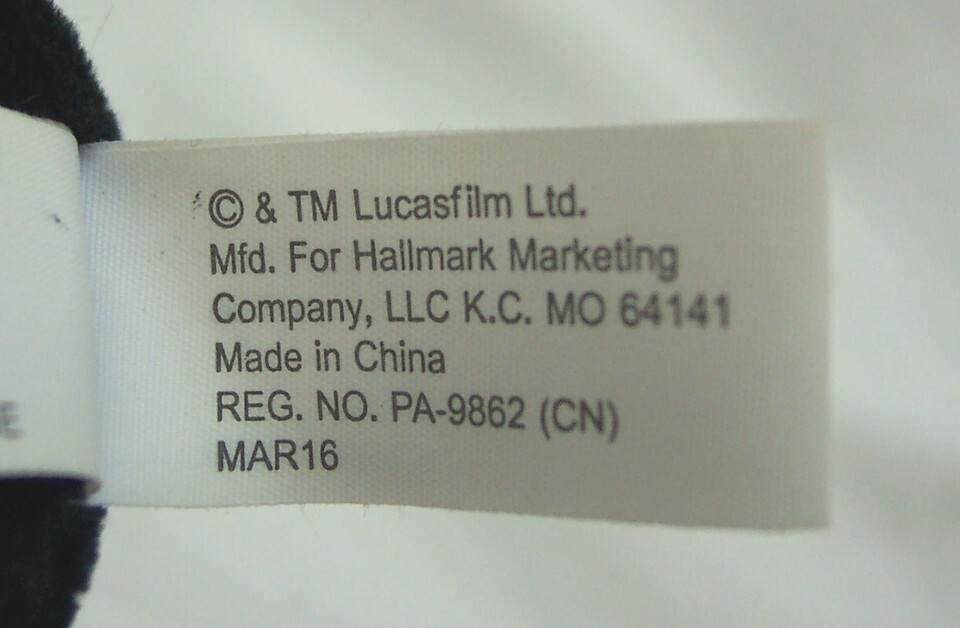 © & TM Lucasfilm Ltd.
Mfd. For Hallmark Marketing
Company, LLC K.C. MO 64141
Made in China
REG. NO. PA-9862 (CN)
MAR16
E